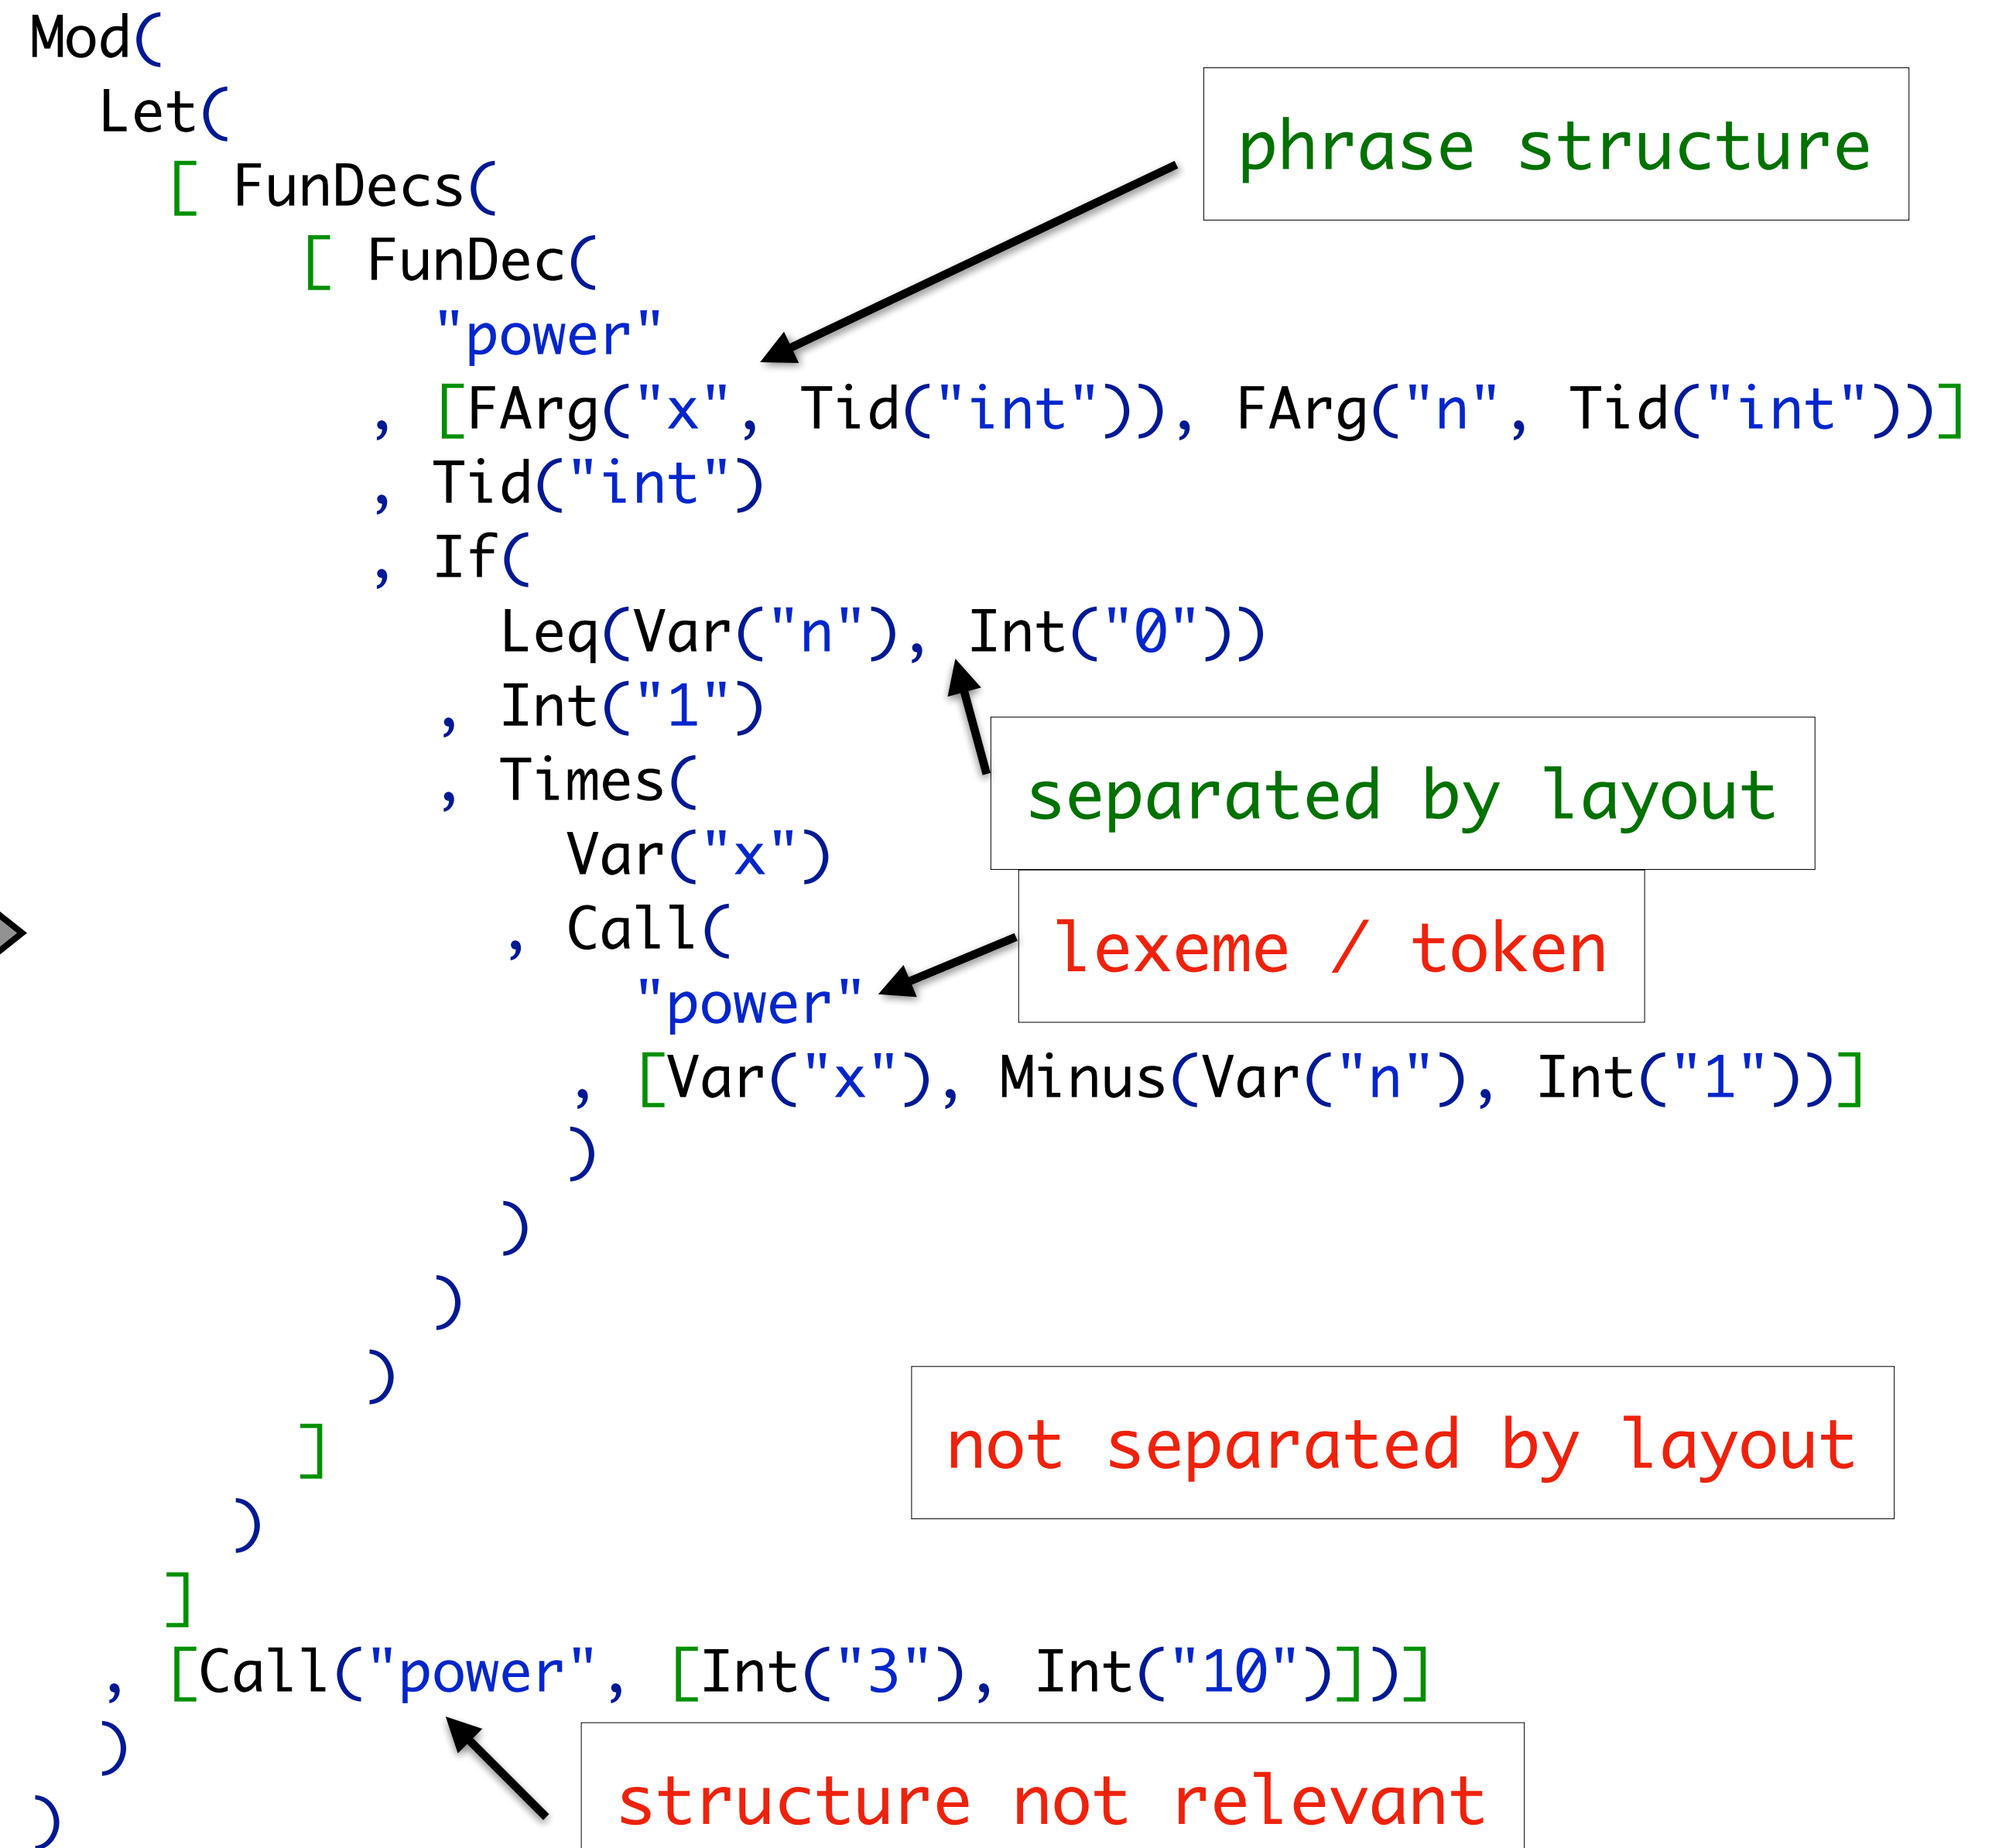 Mod(
Let(
phrase structure
[ FunDecs(
[ FunDec(
"power"
, [FArg("x", Tid("int")), FArg("n", Tid("int"))]
, Tid("int")
, If(
Leq(Var("n"), Int("0"))
, Int("1")
separated by layout
, Times(
Var("x")
lexeme / token
, Call(
"power"
, [Var("x"), Minus(Var("n"), Int("1"))]
)
)
)
)
not separated by layout
]
)
]
, [Call("power", [Int("3"), Int("10")])]
)
structure not relevant
)